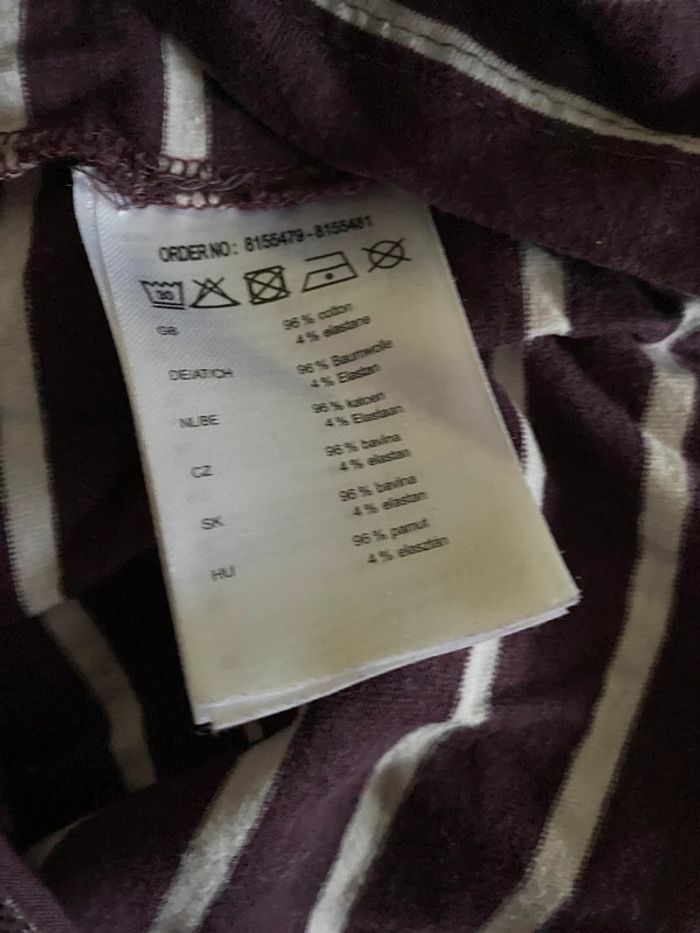 ORDER NO: 8155479 - 8155481
30
GB 96 % cotton
4 % elastane
DE/AT/CH 96 % Baumwolle
4 % Elastan
NL/BE 96 % katoen
4 % Elastaan
CZ 96 % bavlna
4 % elastan
SK 96 % bavlna
4 % elastan
HU 96 % pamut
4 % elasztán